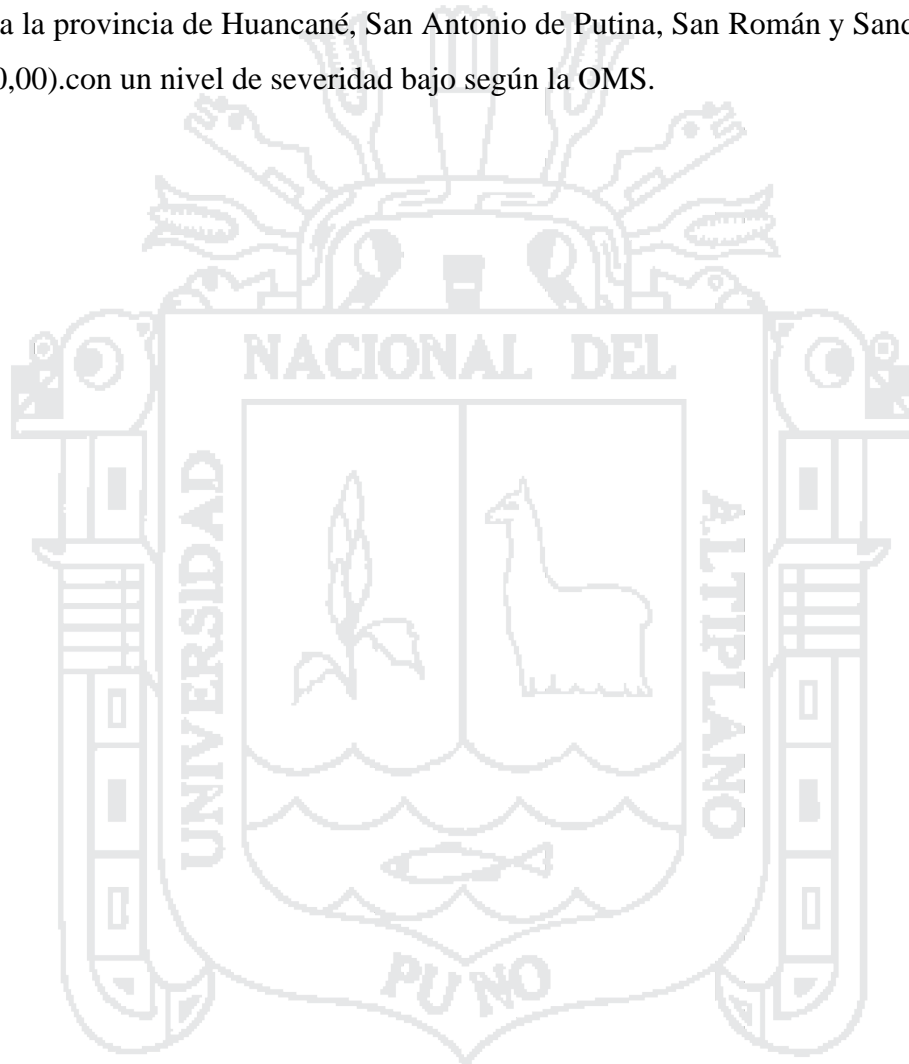 a la provincia de Huancané, San Antonio de Putina, San Román y
0,00).con un nivel de severidad bajo según la OMS.
NACIONAL DEL
UNIVERSIDAD
ALTIPLANO
PUNO